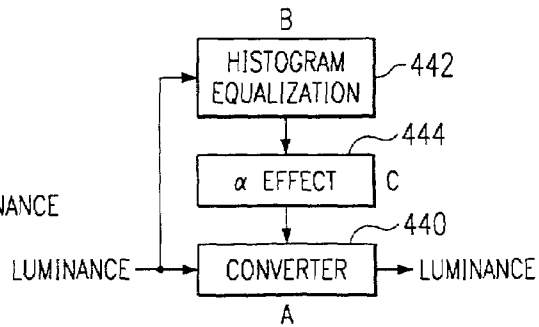 B
HISTOGRAM
EQUALIZATION
442
444
α EFFECT C
440
LUMINANCE CONVERTER LUMINANCE
A